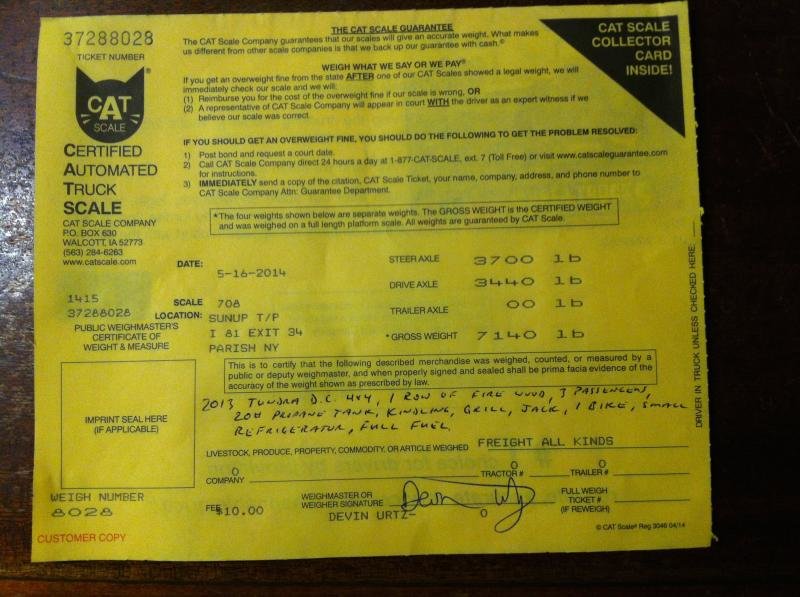 37288028
TICKET NUMBER
CAT
SCALE
®
CERTIFIED
AUTOMATED
TRUCK
SCALE
CAT SCALE COMPANY
P.O. BOX 630
WALCOTT, IA 52773
(563) 284-6263
www.catscale.com
THE CAT SCALE GUARANTEE
The CAT Scale Company guarantees that our scales will give an accurate weight. What makes
us different from other scale companies is that we back up our guarantee with cash.®
WEIGH WHAT WE SAY OR WE PAY®
If you get an overweight fine from the state AFTER one of our CAT Scales showed a legal weight, we will
immediately check our scale and we will:
(1) Reimburse you for the cost of the overweight fine if our scale is wrong, OR
(2) A representative of CAT Scale Company will appear in court WITH the driver as an expert witness if we
believe our scale was correct.
IF YOU SHOULD GET AN OVERWEIGHT FINE, YOU SHOULD DO THE FOLLOWING TO GET THE PROBLEM RESOLVED:
1) Post bond and request a court date.
2) Call CAT Scale Company direct 24 hours a day at 1-877-CAT-SCALE, ext. 7 (Toll Free) or visit www.catscaleguarantee.com
for instructions.
3) IMMEDIATELY send a copy of the citation, CAT Scale Ticket, your name, company, address, and phone number to
CAT Scale Company Attn: Guarantee Department.
CAT SCALE
COLLECTOR
CARD
INSIDE!
*The four weights shown below are separate weights. The GROSS WEIGHT is the CERTIFIED WEIGHT
and was weighed on a full length platform scale. All weights are guaranteed by CAT Scale.
DATE: 5-16-2014
STEER AXLE 3700 lb
DRIVE AXLE 3440 lb
TRAILER AXLE 00 lb
*GROSS WEIGHT 7140 lb
1415
37288028
SCALE 708
LOCATION: SUNUP T/P
I 81 EXIT 34
PARISH NY
PUBLIC WEIGHMASTER'S
CERTIFICATE OF
WEIGHT & MEASURE
This is to certify that the following described merchandise was weighed, counted, or measured by a
public or deputy weighmaster, and when properly signed and sealed shall be prima facia evidence of the
accuracy of the weight shown as prescribed by law.
2013 TUNDRA D.C. 4x4, 1 ROW OF FIRE WOOD, 3 PASSENGERS,
20# PROPANE TANK, KINDLING, GRILL, JACK, 1 BIKE, SMALL
REFRIGERATOR, FULL FUEL
IMPRINT SEAL HERE
(IF APPLICABLE)
LIVESTOCK, PRODUCE, PROPERTY, COMMODITY, OR ARTICLE WEIGHED FREIGHT ALL KINDS
COMPANY 0 TRACTOR # 0 TRAILER # 0
WEIGH NUMBER
8028
FEE $10.00
WEIGHMASTER OR
WEIGHER SIGNATURE
DEVIN URTZ- 0
FULL WEIGH
TICKET #
(IF REWEIGH)
CUSTOMER COPY
© CAT Scale® Reg 3046 04/14
DRIVER IN TRUCK UNLESS CHECKED HERE: